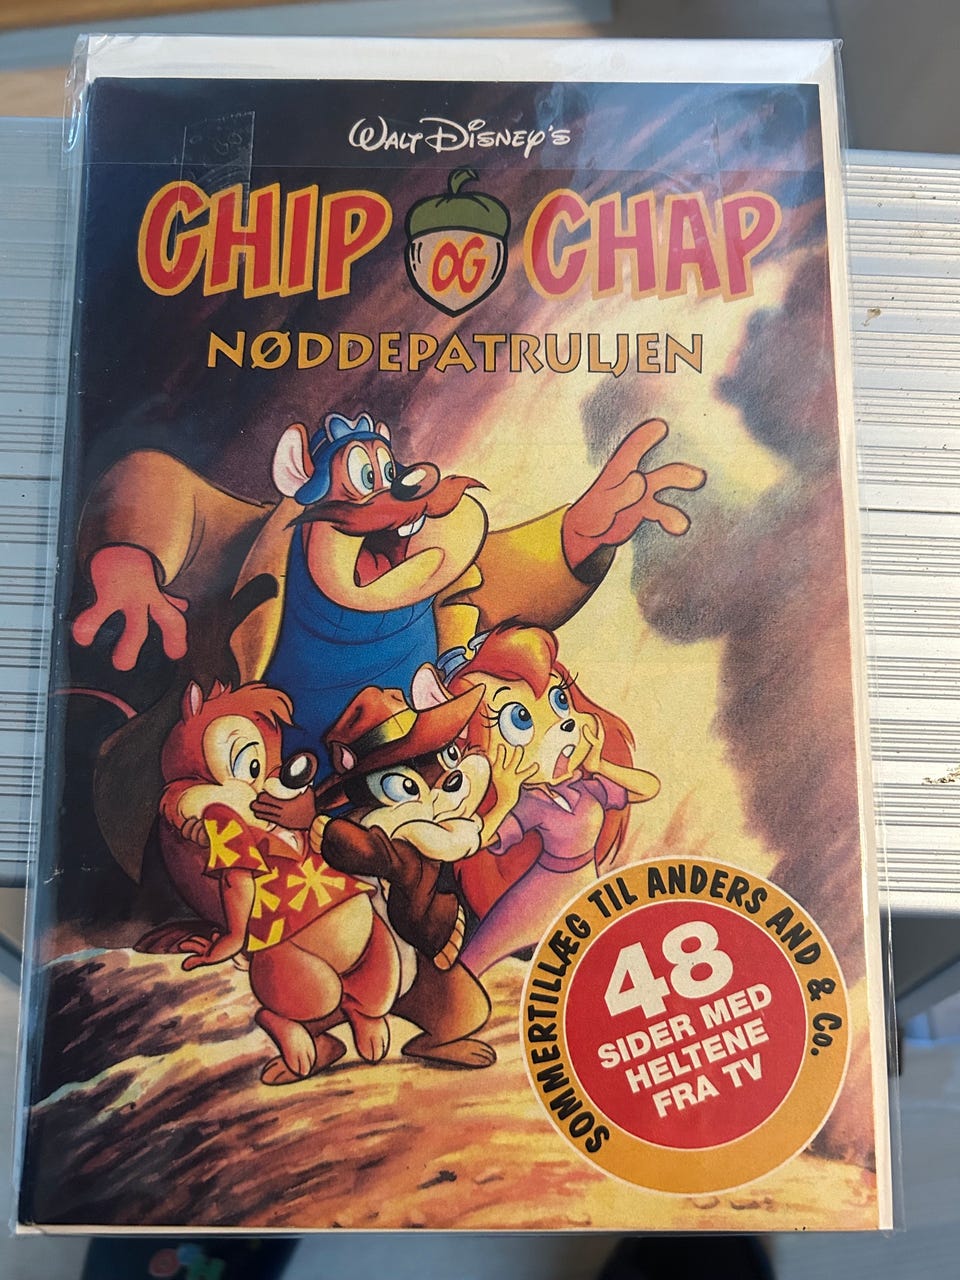 WALT DISNEY'S
CHIP OG CHAP
NØDDEPATRULJEN
SOMMERTILLÆG TIL ANDERS AND & Co.
48
SIDER MED
HELTENE
FRA TV